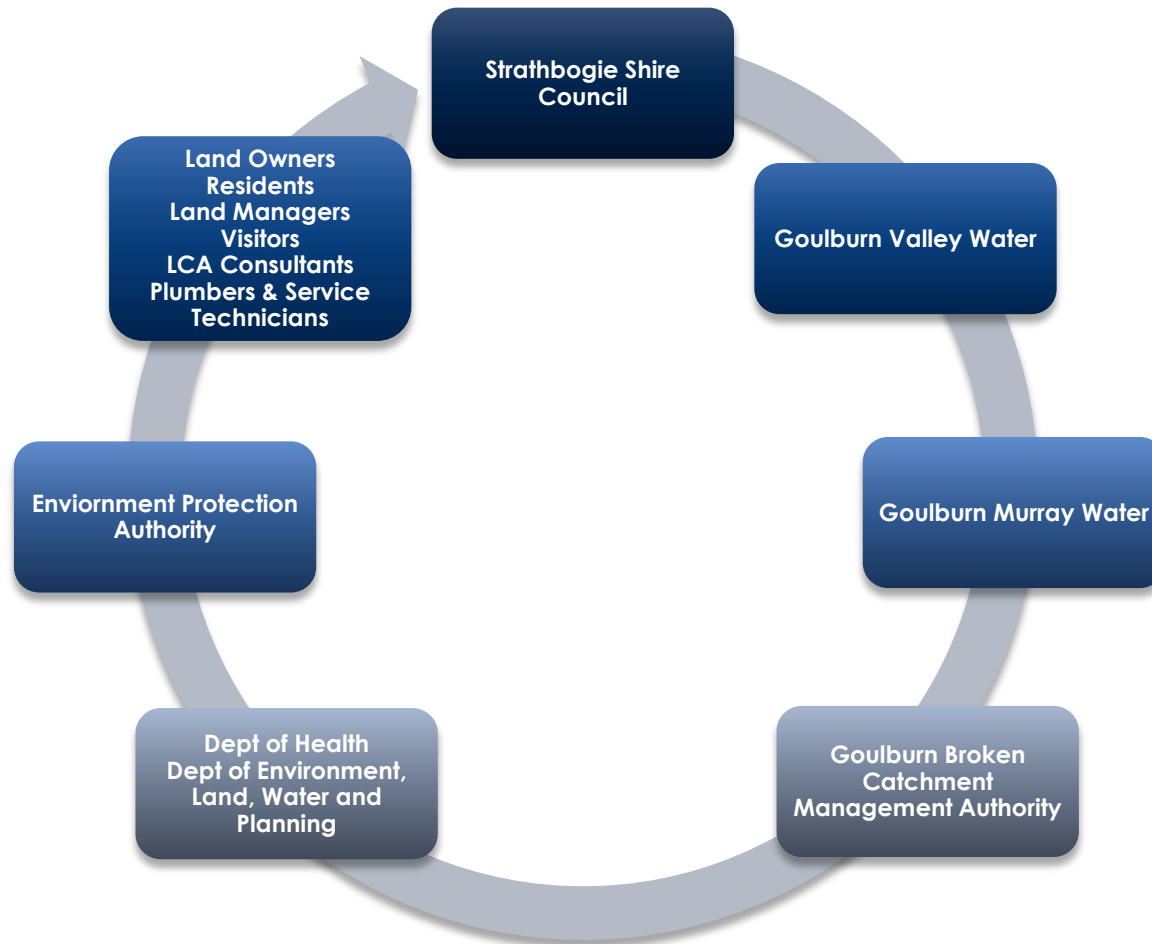 Strathbogie Shire
Council
Goulburn Valley Water
Goulburn Murray Water
Goulburn Broken
Catchment
Management Authority
Dept of Health
Dept of Environment,
Land, Water and
Planning
Enviornment Protection
Authority
Land Owners
Residents
Land Managers
Visitors
LCA Consultants
Plumbers & Service
Technicians